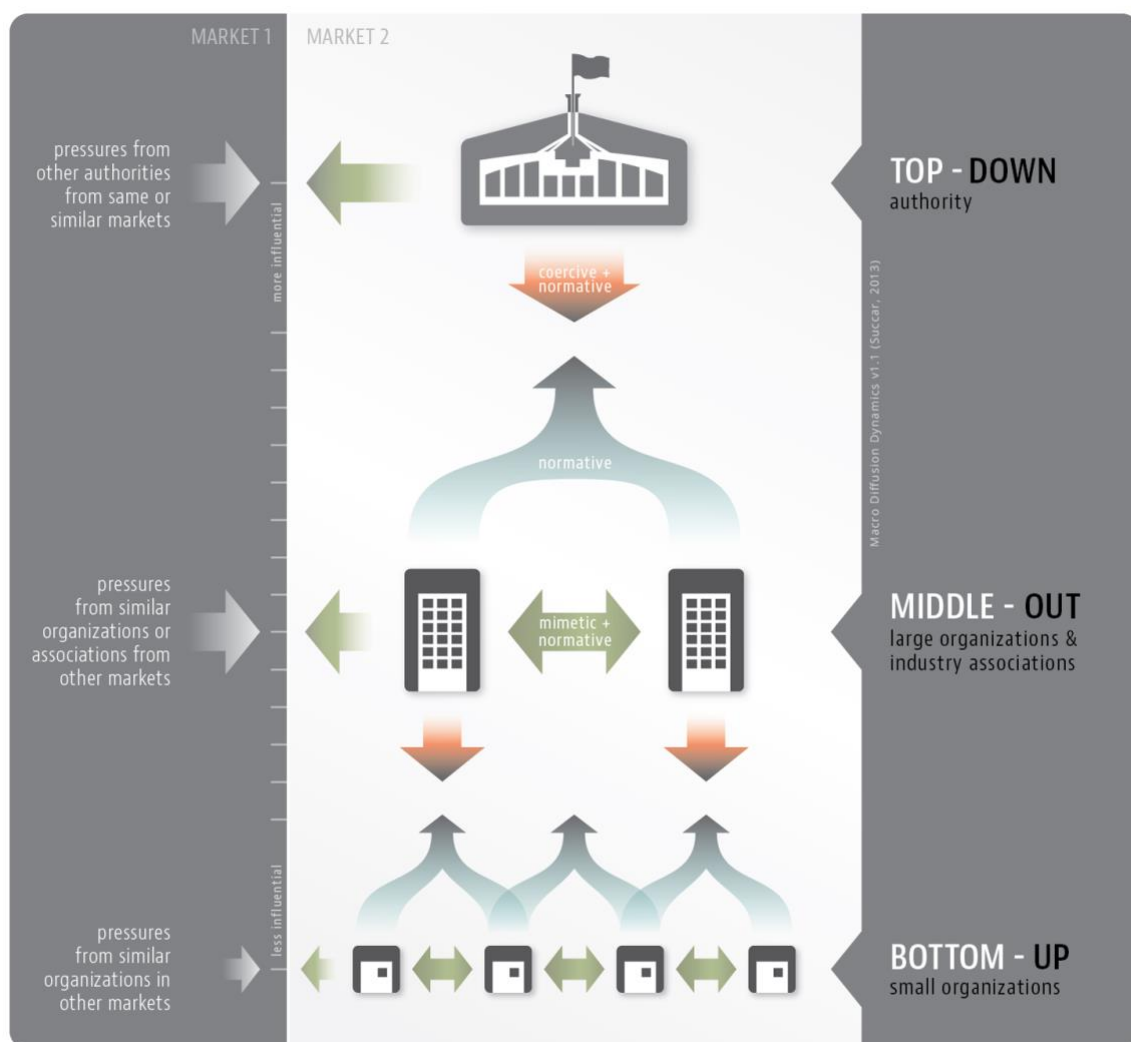 MARKET 1
MARKET 2
pressures from
other authorities
from same or
similar markets
more influential
coercive +
normative
TOP - DOWN
authority
Macro Diffusion Dynamics v1.1 (Succar, 2013)
normative
pressures
from similar
organizations or
associations from
other markets
mimetic +
normative
MIDDLE - OUT
large organizations &
industry associations
less influential
pressures
from similar
organizations in
other markets
BOTTOM - UP
small organizations